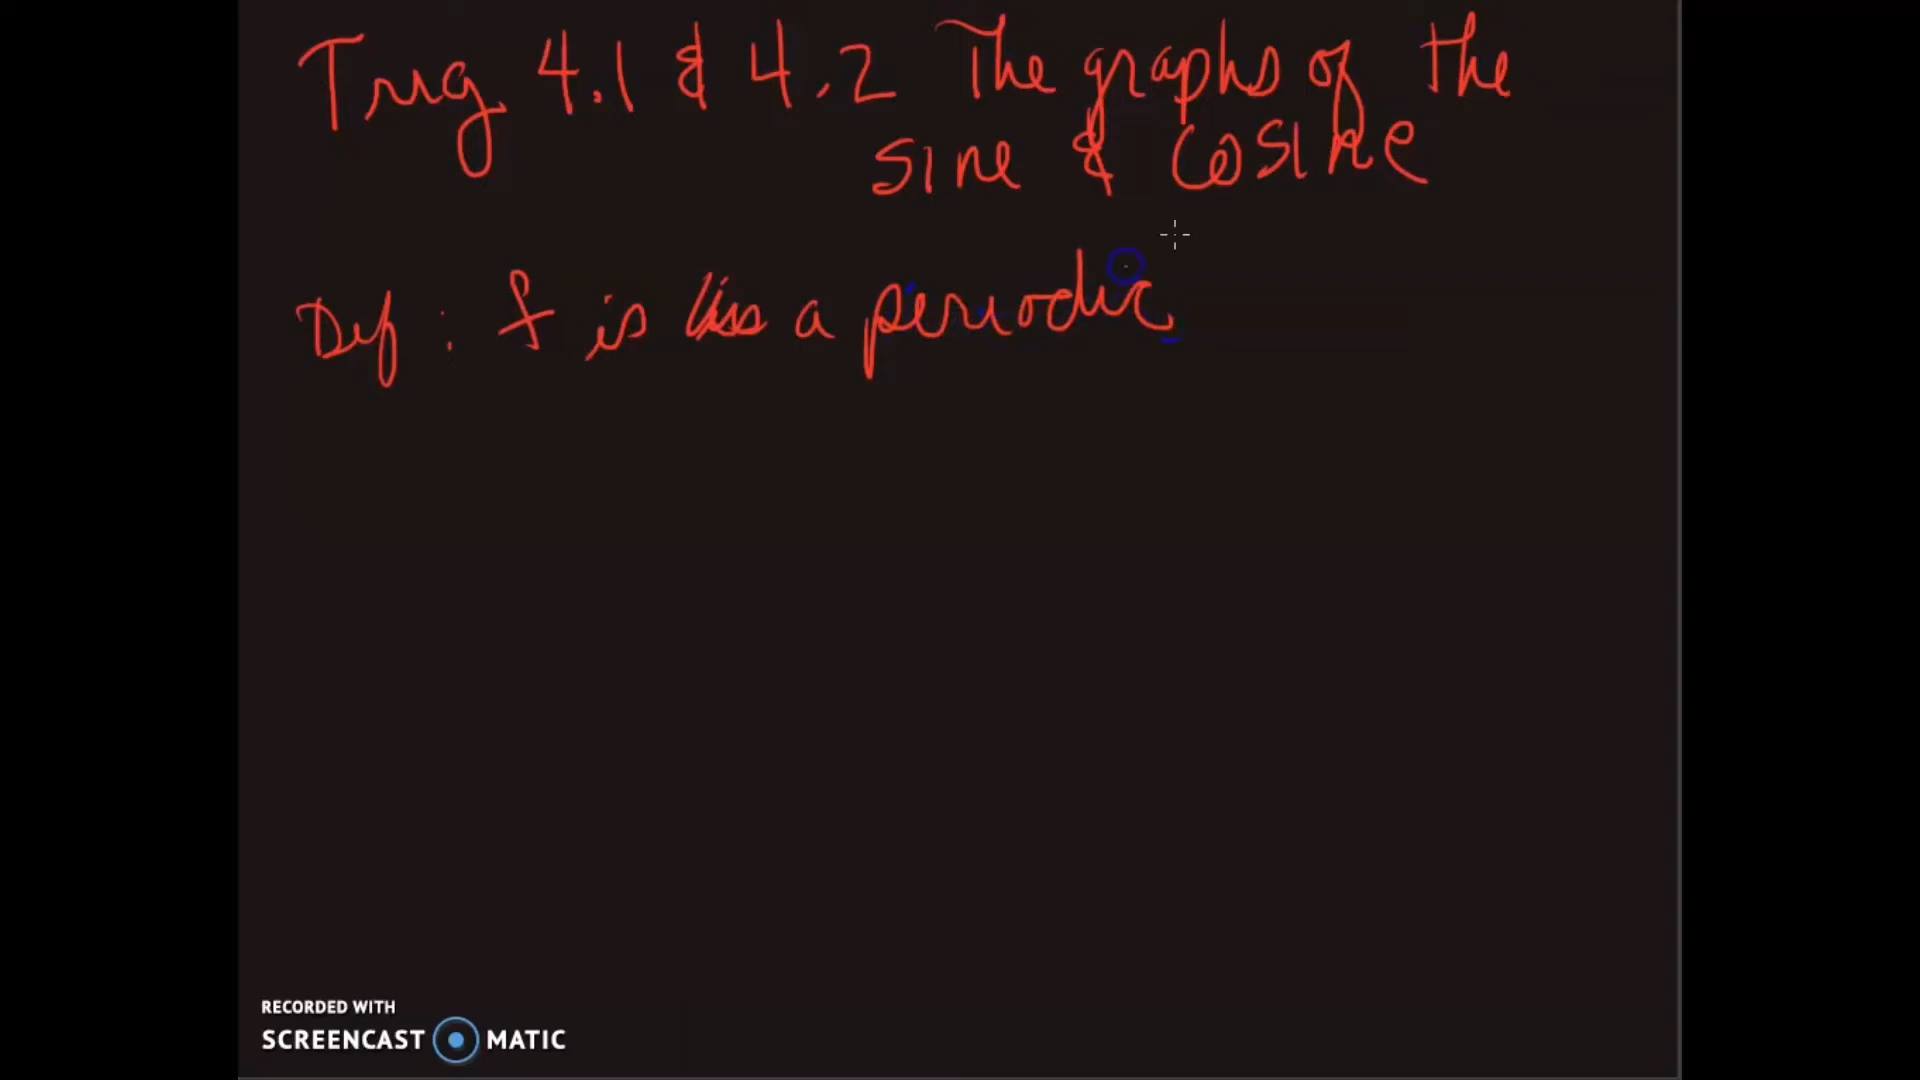 Trig 4.1 & 4.2 The graphs of the
sine & cosine
Def : f is a periodic
RECORDED WITH
SCREENCAST MATIC